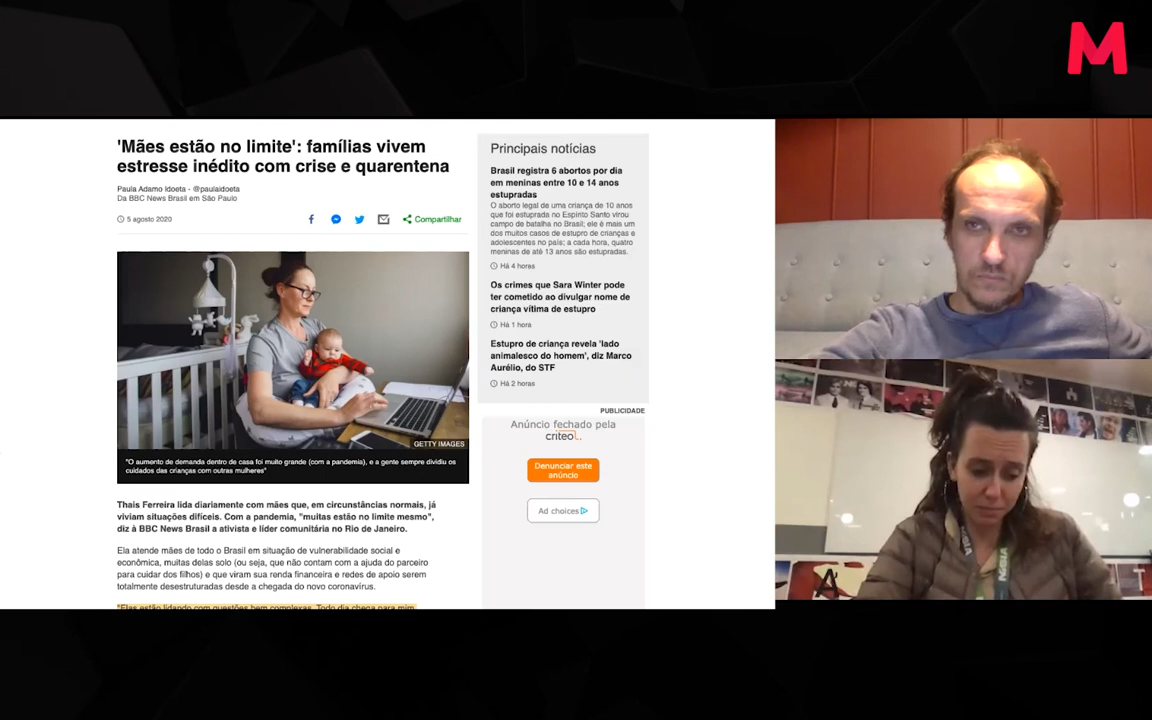 M
'Mães estão no limite': famílias vivem
estresse inédito com crise e quarentena
Paula Adamo Idoeta - @paulaidoeta
Da BBC News Brasil em São Paulo
5 agosto 2020
Compartilhar
GETTY IMAGES
"O aumento de demanda dentro de casa foi muito grande (com a pandemia), e a gente sempre dividiu os
cuidados das crianças com outras mulheres"
Thais Ferreira lida diariamente com mães que, em circunstâncias normais, já
viviam situações difíceis. Com a pandemia, "muitas estão no limite mesmo",
diz à BBC News Brasil a ativista e líder comunitária no Rio de Janeiro.
Ela atende mães de todo o Brasil em situação de vulnerabilidade social e
econômica, muitas delas solo (ou seja, que não contam com a ajuda do parceiro
para cuidar dos filhos) e que viram sua renda financeira e redes de apoio serem
totalmente desestruturadas desde a chegada do novo coronavírus.
"Elas estão lidando com questões bem complexas. Todo dia chega para mim
Principais notícias
Brasil registra 6 abortos por dia
em meninas entre 10 e 14 anos
estupradas
O aborto legal de uma criança de 10 anos
que foi estuprada no Espírito Santo virou
campo de batalha no Brasil; ele é mais um
dos muitos casos de estupro de crianças e
adolescentes no país; a cada hora, quatro
meninas de até 13 anos são estupradas.
Há 4 horas
Os crimes que Sara Winter pode
ter cometido ao divulgar nome de
criança vítima de estupro
Há 1 hora
Estupro de criança revela 'lado
animalesco do homem', diz Marco
Aurélio, do STF
Há 2 horas
PUBLICIDADE
Anúncio fechado pela
criteo
Denunciar este
anúncio
Ad choices